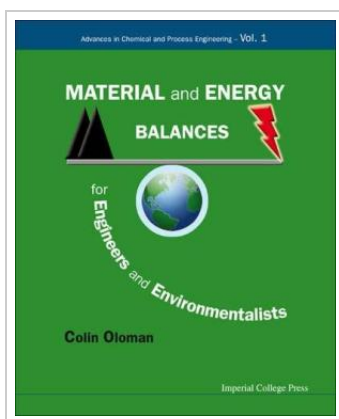 Advances in Chemical and Process Engineering – Vol. 1
MATERIAL and ENERGY
BALANCES
for
Engineers and Environmentalists
Colin Oloman
Imperial College Press